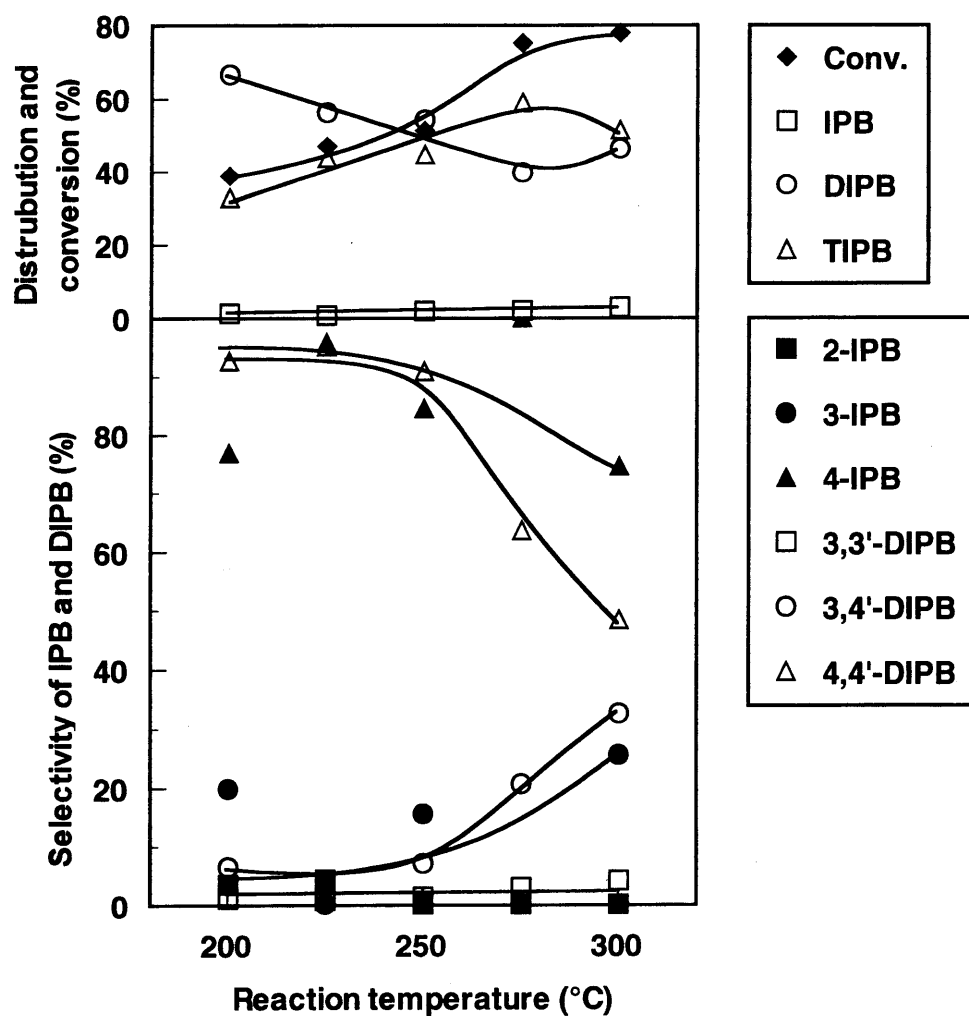 Distrubution and
conversion (%)
80
60
40
20
0
Conv.
IPB
DIPB
TIPB
Selectivity of IPB and DIPB (%)
80
60
40
20
0
2-IPB
3-IPB
4-IPB
3,3'-DIPB
3,4'-DIPB
4,4'-DIPB
200 250 300
Reaction temperature (°C)